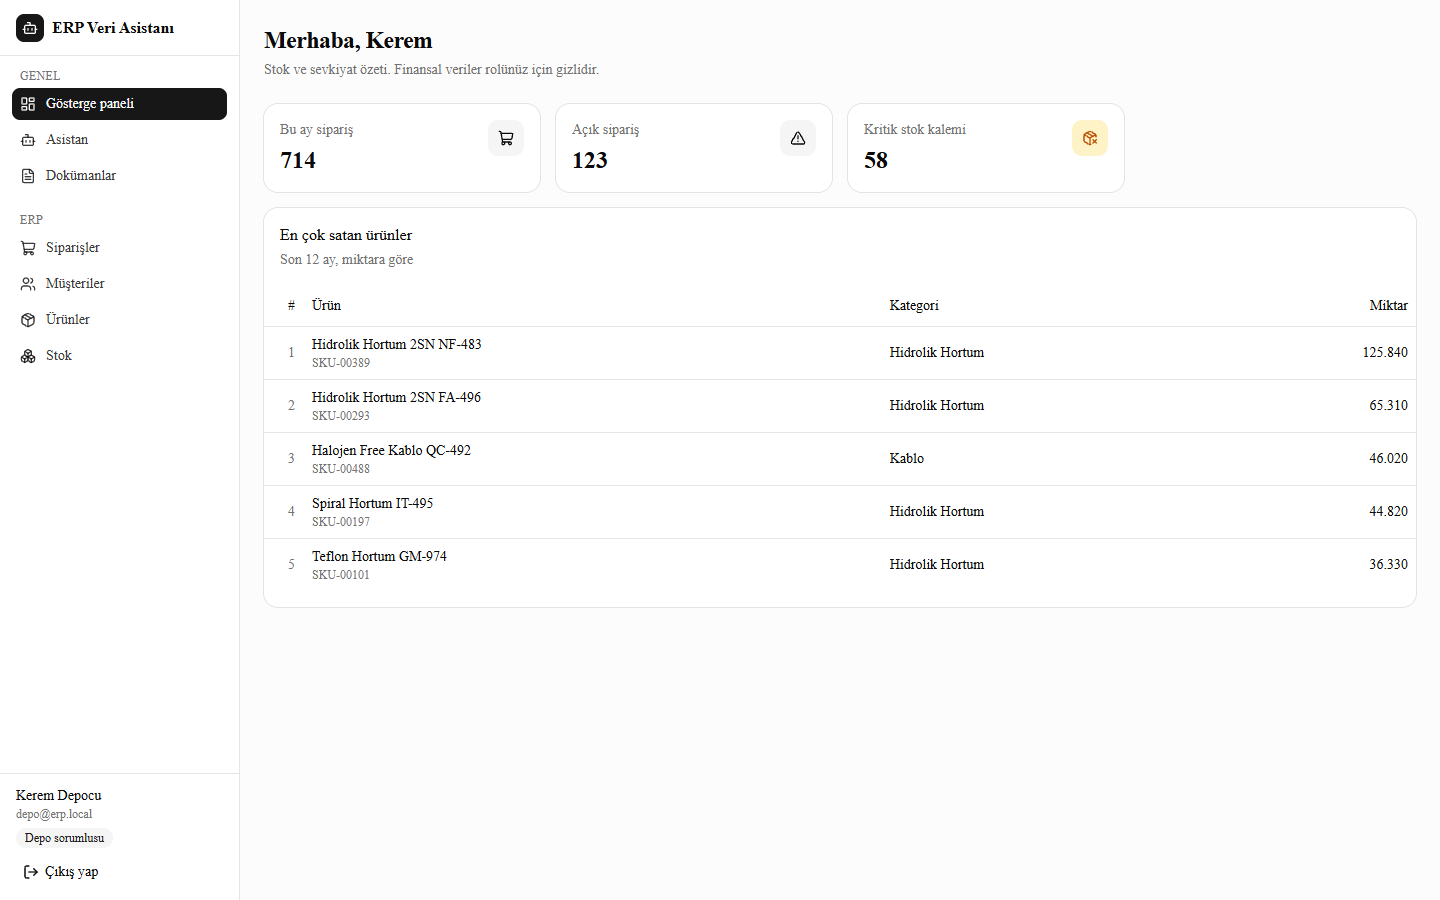 ERP Veri Asistanı
GENEL
Gösterge paneli
Asistan
Dokümanlar
ERP
Siparişler
Müşteriler
Ürünler
Stok
Kerem Depocu
depo@erp.local
Depo sorumlusu
Çıkış yap
Merhaba, Kerem
Stok ve sevkiyat özeti. Finansal veriler rolünüz için gizlidir.
Bu ay sipariş
714
Açık sipariş
123
Kritik stok kalemi
58
En çok satan ürünler
Son 12 ay, miktara göre
# Ürün Kategori Miktar
1 Hidrolik Hortum 2SN NF-483 Hidrolik Hortum 125.840
SKU-00389
2 Hidrolik Hortum 2SN FA-496 Hidrolik Hortum 65.310
SKU-00293
3 Halojen Free Kablo QC-492 Kablo 46.020
SKU-00488
4 Spiral Hortum IT-495 Hidrolik Hortum 44.820
SKU-00197
5 Teflon Hortum GM-974 Hidrolik Hortum 36.330
SKU-00101